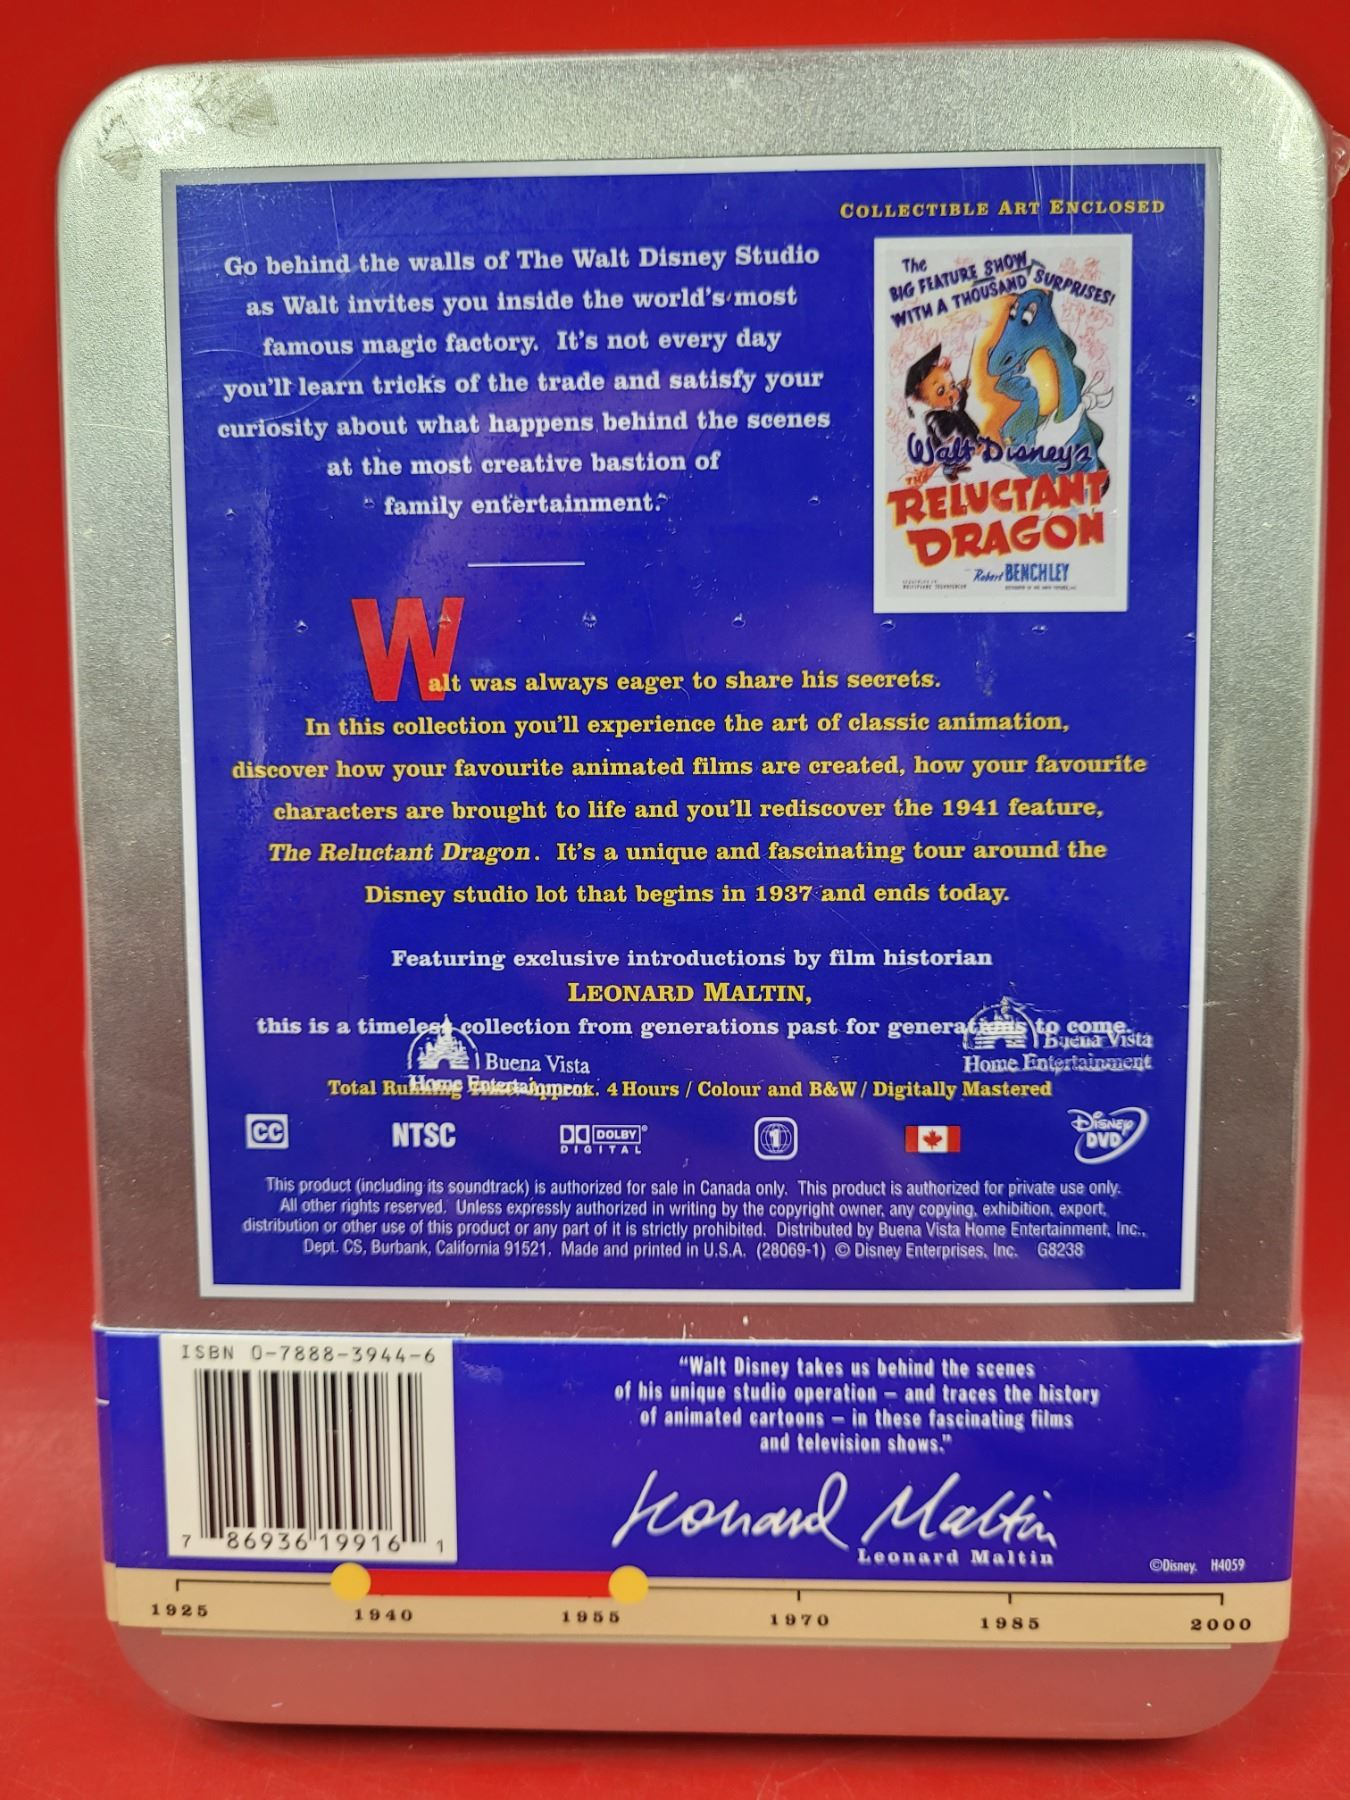 COLLECTIBLE ART ENCLOSED
Go behind the walls of The Walt Disney Studio
as Walt invites you inside the world's most
famous magic factory. It's not every day
you'll learn tricks of the trade and satisfy your
curiosity about what happens behind the scenes
at the most creative bastion of
family entertainment.
The
BIG FEATURE SHOW
WITH A THOUSAND SURPRISES!
Walt Disney's
THE
RELUCTANT
DRAGON
Robert BENCHLEY
Walt was always eager to share his secrets.
In this collection you'll experience the art of classic animation,
discover how your favourite animated films are created, how your favourite
characters are brought to life and you'll rediscover the 1941 feature,
The Reluctant Dragon. It's a unique and fascinating tour around the
Disney studio lot that begins in 1937 and ends today.
Featuring exclusive introductions by film historian
LEONARD MALTIN,
this is a timeless collection from generations past for generations to come.
Buena Vista
Home Entertainment
Buena Vista
Home Entertainment
Total Running Time Approx. 4 Hours / Colour and B&W / Digitally Mastered
CC
NTSC
DOLBY
DIGITAL
1
DISNEY
DVD
This product (including its soundtrack) is authorized for sale in Canada only. This product is authorized for private use only.
All other rights reserved. Unless expressly authorized in writing by the copyright owner, any copying, exhibition, export,
distribution or other use of this product or any part of it is strictly prohibited. Distributed by Buena Vista Home Entertainment, Inc.,
Dept. CS, Burbank, California 91521. Made and printed in U.S.A. (28069-1) © Disney Enterprises, Inc. G8238
ISBN 0-7888-3944-6
7 86936 19916 1
"Walt Disney takes us behind the scenes
of his unique studio operation – and traces the history
of animated cartoons – in these fascinating films
and television shows."
Leonard Maltin
Leonard Maltin
©Disney. H4059
1925 1940 1955 1970 1985 2000